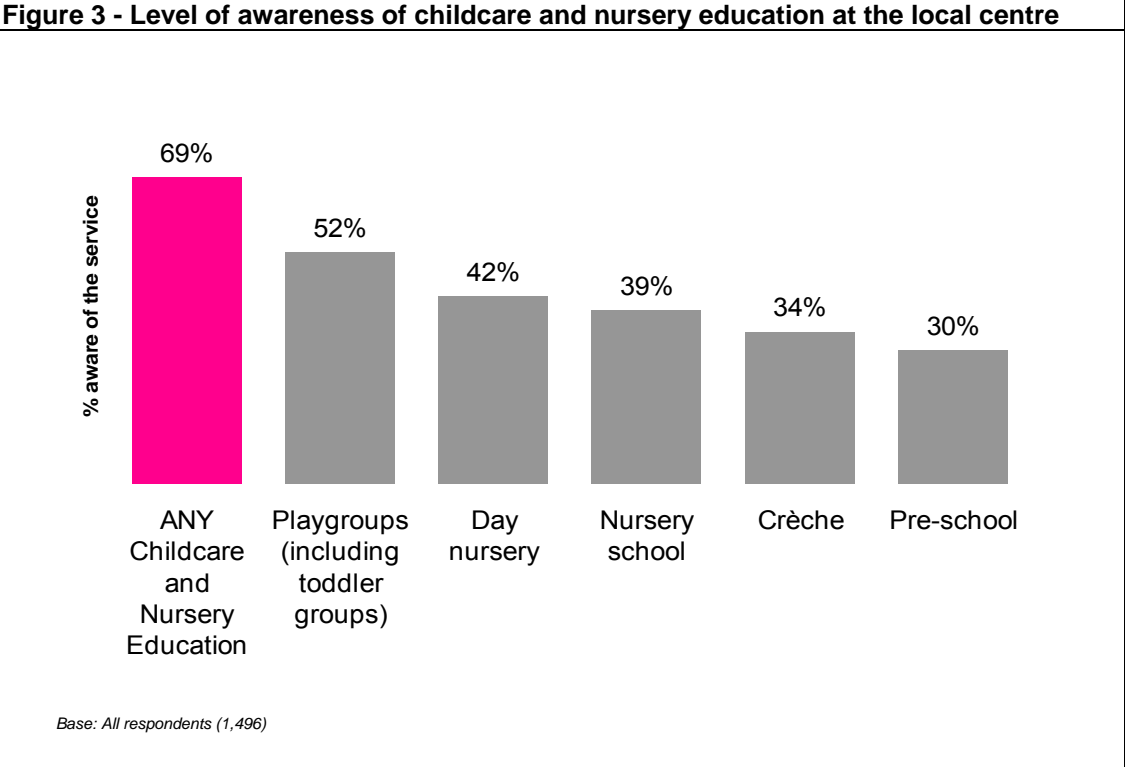 Figure 3 - Level of awareness of childcare and nursery education at the local centre
69%
52%
42%
39%
34%
30%
% aware of the service
ANY
Childcare
and
Nursery
Education
Playgroups
(including
toddler
groups)
Day
nursery
Nursery
school
Crèche
Pre-school
Base: All respondents (1,496)